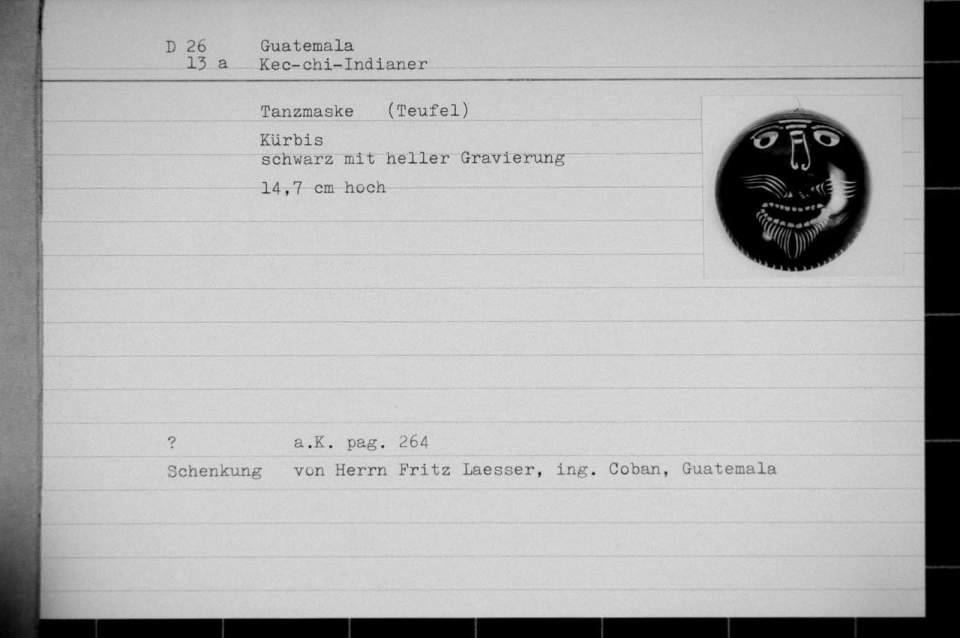 D 26 Guatemala
13 a Kec-chi-Indianer
Tanzmaske (Teufel)
Kürbis
schwarz mit heller Gravierung
14,7 cm hoch
? a.K. pag. 264
Schenkung von Herrn Fritz Laesser, ing. Coban, Guatemala